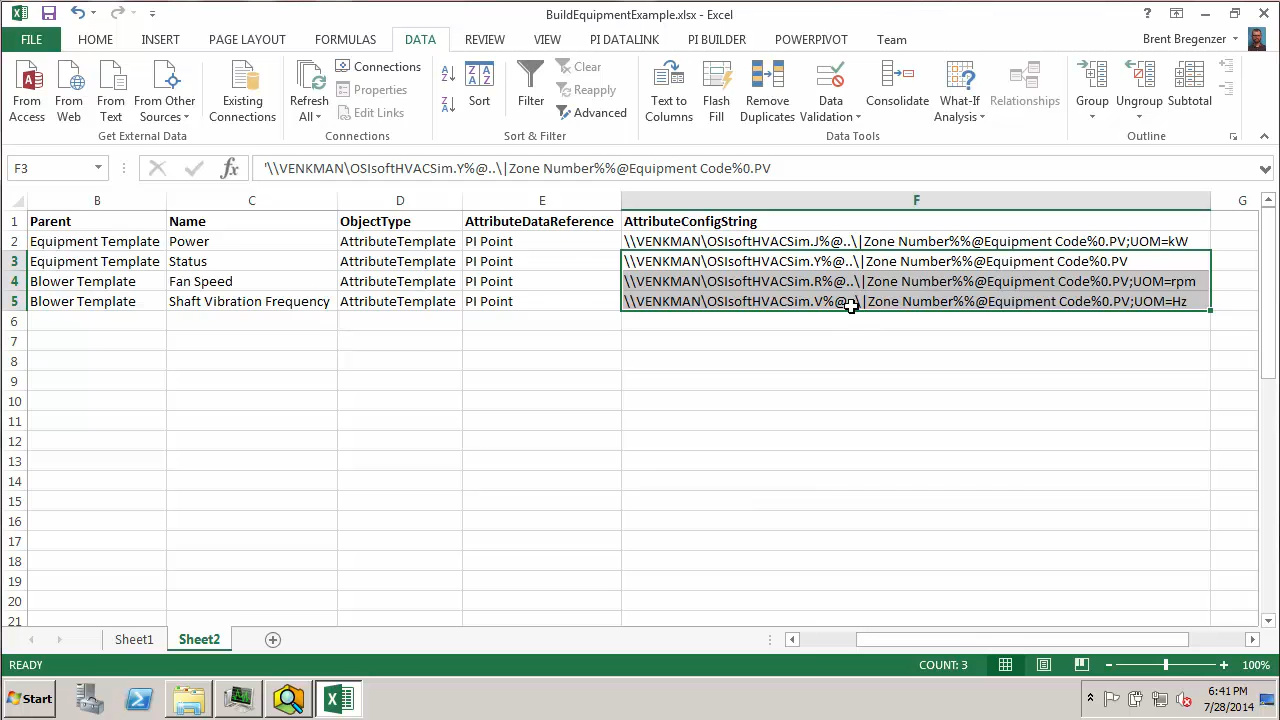 BuildEquipmentExample.xlsx - Excel
FILE HOME INSERT PAGE LAYOUT FORMULAS DATA REVIEW VIEW PI DATALINK PI BUILDER POWERPIVOT Team Brent Bregenzer
From Access
From Web
From Text
From Other Sources
Existing Connections
Get External Data
Refresh All
Connections
Properties
Edit Links
Connections
Sort
Filter
Clear
Reapply
Advanced
Sort & Filter
Text to Columns
Flash Fill
Remove Duplicates
Data Validation
Consolidate
What-If Analysis
Relationships
Data Tools
Group
Ungroup
Subtotal
Outline
F3 fx '\\VENKMAN\OSIsoftHVACSim.Y%@..\|Zone Number%%@Equipment Code%0.PV
B C D E F G
1 Parent Name ObjectType AttributeDataReference AttributeConfigString
2 Equipment Template Power AttributeTemplate PI Point \\VENKMAN\OSIsoftHVACSim.J%@..\|Zone Number%%@Equipment Code%0.PV;UOM=kW
3 Equipment Template Status AttributeTemplate PI Point \\VENKMAN\OSIsoftHVACSim.Y%@..\|Zone Number%%@Equipment Code%0.PV
4 Blower Template Fan Speed AttributeTemplate PI Point \\VENKMAN\OSIsoftHVACSim.R%@..\|Zone Number%%@Equipment Code%0.PV;UOM=rpm
5 Blower Template Shaft Vibration Frequency AttributeTemplate PI Point \\VENKMAN\OSIsoftHVACSim.V%@..\|Zone Number%%@Equipment Code%0.PV;UOM=Hz
6
7
8
9
10
11
12
13
14
15
16
17
18
19
20
21
Sheet1 Sheet2
READY COUNT: 3 100%
Start 6:41 PM
7/28/2014